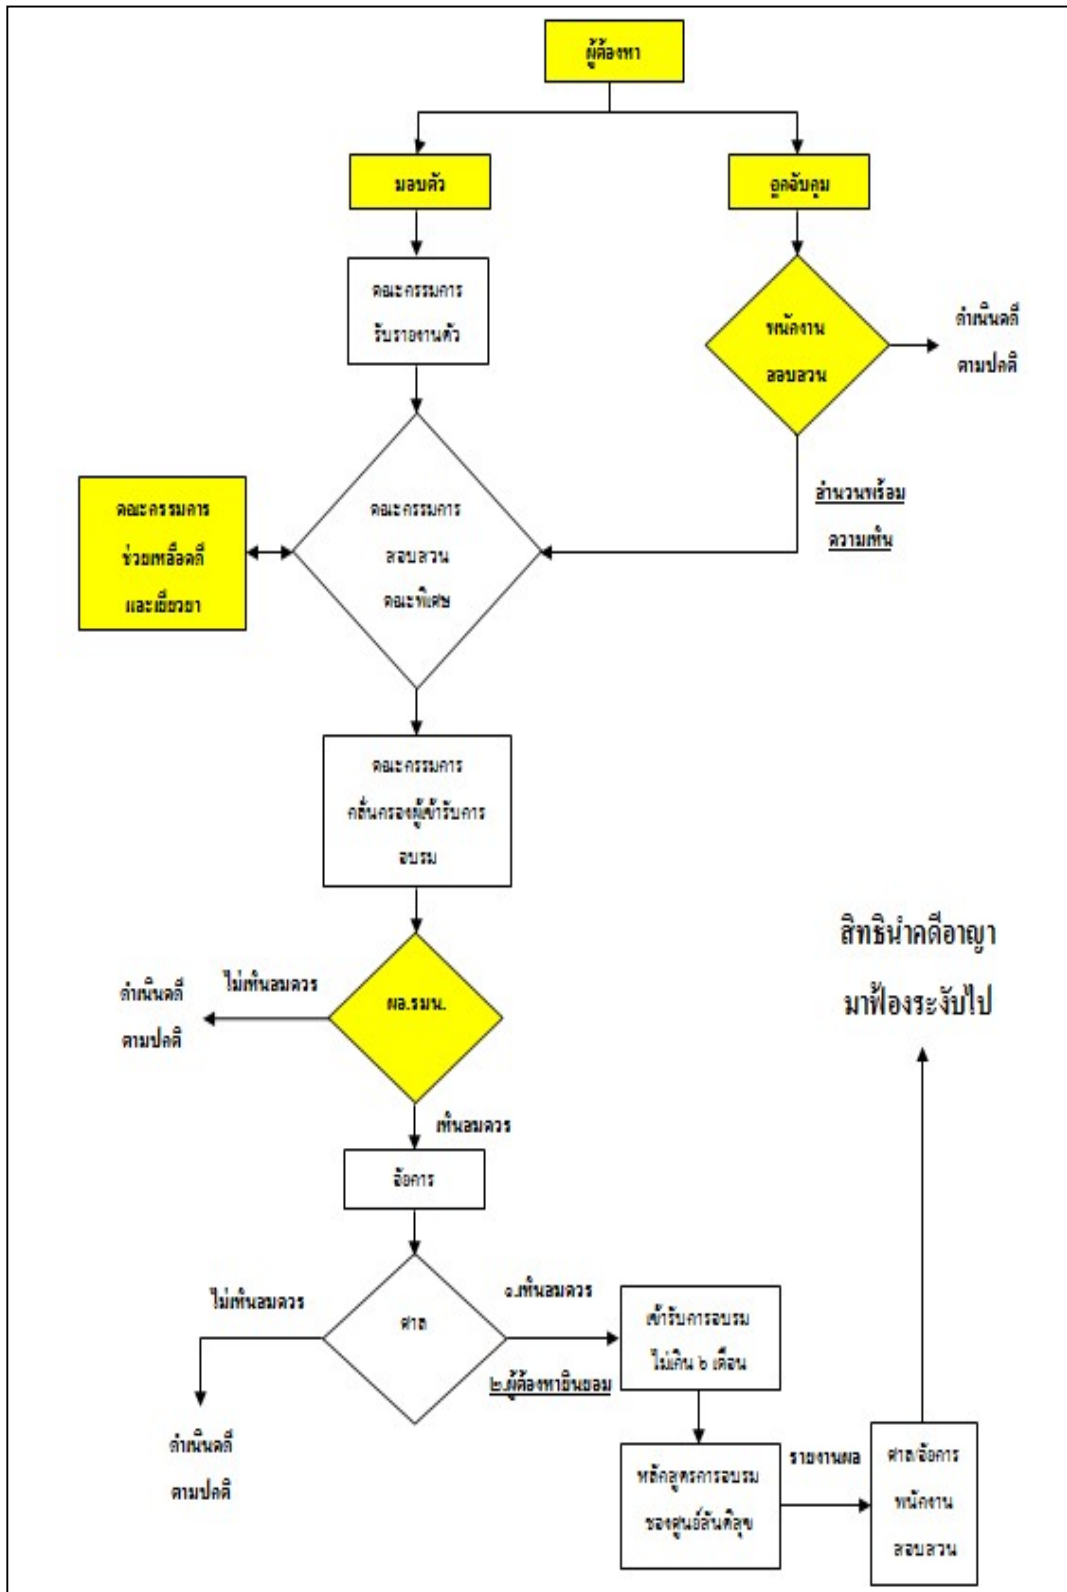 ผู้ต้องหา
มอบตัว
ถูกจับกุม
คณะกรรมการ
รับรายงานตัว
พนักงาน
สอบสวน
ดำเนินคดี
ตามปกติ
สำนวนพร้อม
ความเห็น
คณะกรรมการ
ช่วยเหลือคดี
และเยียวยา
คณะกรรมการ
สอบสวน
คณะพิเศษ
คณะกรรมการ
กลั่นกรองผู้เข้ารับการ
อบรม
สิทธินำคดีอาญา
มาฟ้องระงับไป
ไม่เห็นสมควร
ผอ.รมน.
ดำเนินคดี
ตามปกติ
เห็นสมควร
อัยการ
ไม่เห็นสมควร
ศาล
๑.เห็นสมควร
๒.ผู้ต้องหายินยอม
เข้ารับการอบรม
ไม่เกิน ๖ เดือน
ดำเนินคดี
ตามปกติ
หลักสูตรการอบรม
ของศูนย์สันติสุข
รายงานผล
ศาล/อัยการ
พนักงาน
สอบสวน